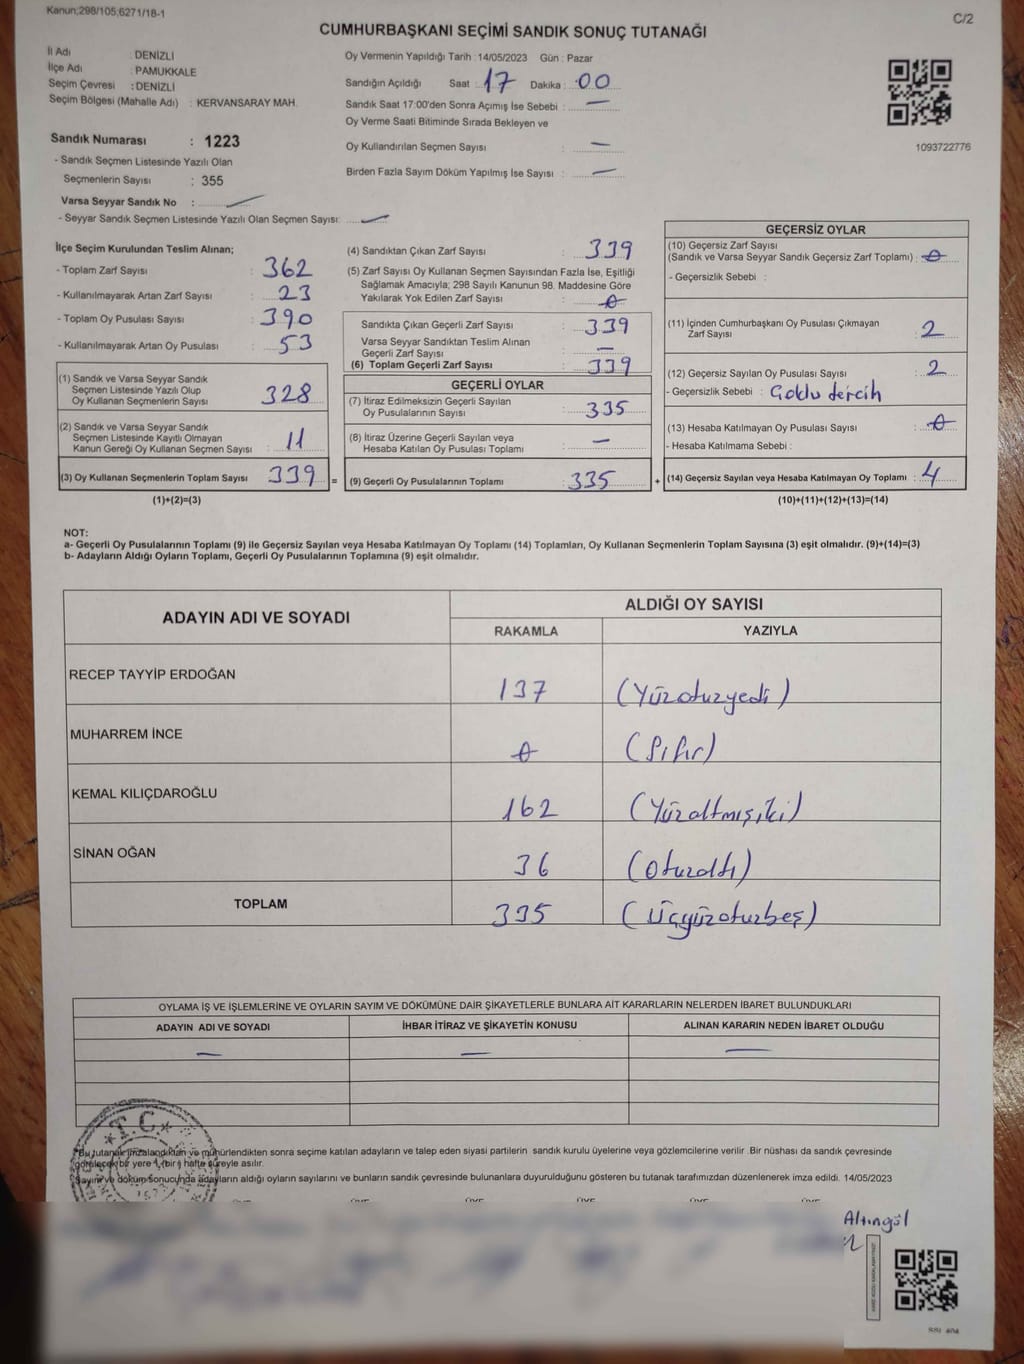 Kanun;298/105;6271/18-1
C/2
CUMHURBAŞKANI SEÇİMİ SANDIK SONUÇ TUTANAĞI
İl Adı : DENİZLİ
İlçe Adı : PAMUKKALE
Seçim Çevresi : DENİZLİ
Seçim Bölgesi (Mahalle Adı) : KERVANSARAY MAH.
Sandık Numarası : 1223
- Sandık Seçmen Listesinde Yazılı Olan
Seçmenlerin Sayısı : 355
Varsa Seyyar Sandık No : —
- Seyyar Sandık Seçmen Listesinde Yazılı Olan Seçmen Sayısı: —
Oy Vermenin Yapıldığı Tarih : 14/05/2023 Gün : Pazar
Sandığın Açıldığı Saat : 17 Dakika : 00
Sandık Saat 17:00'den Sonra Açımış İse Sebebi : —
Oy Verme Saati Bitiminde Sırada Bekleyen ve
Oy Kullandırılan Seçmen Sayısı : —
Birden Fazla Sayım Döküm Yapılmış İse Sayısı : —
1093722776
İlçe Seçim Kurulundan Teslim Alınan;
- Toplam Zarf Sayısı : 362
- Kullanılmayarak Artan Zarf Sayısı : 23
- Toplam Oy Pusulası Sayısı : 390
- Kullanılmayarak Artan Oy Pusulası : 53
(1) Sandık ve Varsa Seyyar Sandık
Seçmen Listesinde Yazılı Olup
Oy Kullanan Seçmenlerin Sayısı : 328
(2) Sandık ve Varsa Seyyar Sandık
Seçmen Listesinde Kayıtlı Olmayan
Kanun Gereği Oy Kullanan Seçmen Sayısı : 11
(3) Oy Kullanan Seçmenlerin Toplam Sayısı : 339 =
(1)+(2)=(3)
(4) Sandıktan Çıkan Zarf Sayısı : 339
(5) Zarf Sayısı Oy Kullanan Seçmen Sayısından Fazla İse, Eşitliği
Sağlamak Amacıyla; 298 Sayılı Kanunun 98. Maddesine Göre
Yakılarak Yok Edilen Zarf Sayısı : 0
Sandıkta Çıkan Geçerli Zarf Sayısı : 339
Varsa Seyyar Sandıktan Teslim Alınan
Geçerli Zarf Sayısı : —
(6) Toplam Geçerli Zarf Sayısı : 339
GEÇERLİ OYLAR
(7) İtiraz Edilmeksizin Geçerli Sayılan
Oy Pusulalarının Sayısı : 335
(8) İtiraz Üzerine Geçerli Sayılan veya
Hesaba Katılan Oy Pusulası Toplamı : —
(9) Geçerli Oy Pusulalarının Toplamı : 335 +
GEÇERSİZ OYLAR
(10) Geçersiz Zarf Sayısı
(Sandık ve Varsa Seyyar Sandık Geçersiz Zarf Toplamı) : 0
- Geçersizlik Sebebi :
(11) İçinden Cumhurbaşkanı Oy Pusulası Çıkmayan
Zarf Sayısı : 2
(12) Geçersiz Sayılan Oy Pusulası Sayısı : 2
- Geçersizlik Sebebi : Çoklu tercih
(13) Hesaba Katılmayan Oy Pusulası Sayısı : 0
- Hesaba Katılmama Sebebi :
(14) Geçersiz Sayılan veya Hesaba Katılmayan Oy Toplamı : 4
(10)+(11)+(12)+(13)=(14)
NOT:
a- Geçerli Oy Pusulalarının Toplamı (9) ile Geçersiz Sayılan veya Hesaba Katılmayan Oy Toplamı (14) Toplamları, Oy Kullanan Seçmenlerin Toplam Sayısına (3) eşit olmalıdır. (9)+(14)=(3)
b- Adayların Aldığı Oyların Toplamı, Geçerli Oy Pusulalarının Toplamına (9) eşit olmalıdır.
ADAYIN ADI VE SOYADI
ALDIĞI OY SAYISI
RAKAMLA YAZIYLA
RECEP TAYYİP ERDOĞAN 137 (Yüzotuzyedi)
MUHARREM İNCE 0 (Sıfır)
KEMAL KILIÇDAROĞLU 162 (Yüzaltmışiki)
SİNAN OĞAN 36 (Otuzaltı)
TOPLAM 335 (Üçyüzotuzbeş)
OYLAMA İŞ VE İŞLEMLERİNE VE OYLARIN SAYIM VE DÖKÜMÜNE DAİR ŞİKAYETLERLE BUNLARA AİT KARARLARIN NELERDEN İBARET BULUNDUKLARI
ADAYIN ADI VE SOYADI İHBAR İTİRAZ VE ŞİKAYETİN KONUSU ALINAN KARARIN NEDEN İBARET OLDUĞU
— — —
T.C.
*Bu tutanak imzalandıktan ve mühürlendikten sonra seçime katılan adayların ve talep eden siyasi partilerin sandık kurulu üyelerine veya gözlemcilerine verilir. Bir nüshası da sandık çevresinde
görülecek bir yere 1 (bir) hafta süreyle asılır.
*Sayım ve döküm sonucunda adayların aldığı oyların sayılarını ve bunların sandık çevresinde bulunanlara duyurulduğunu gösteren bu tutanak tarafımızdan düzenlenerek imza edildi. 14/05/2023
Altıngöl